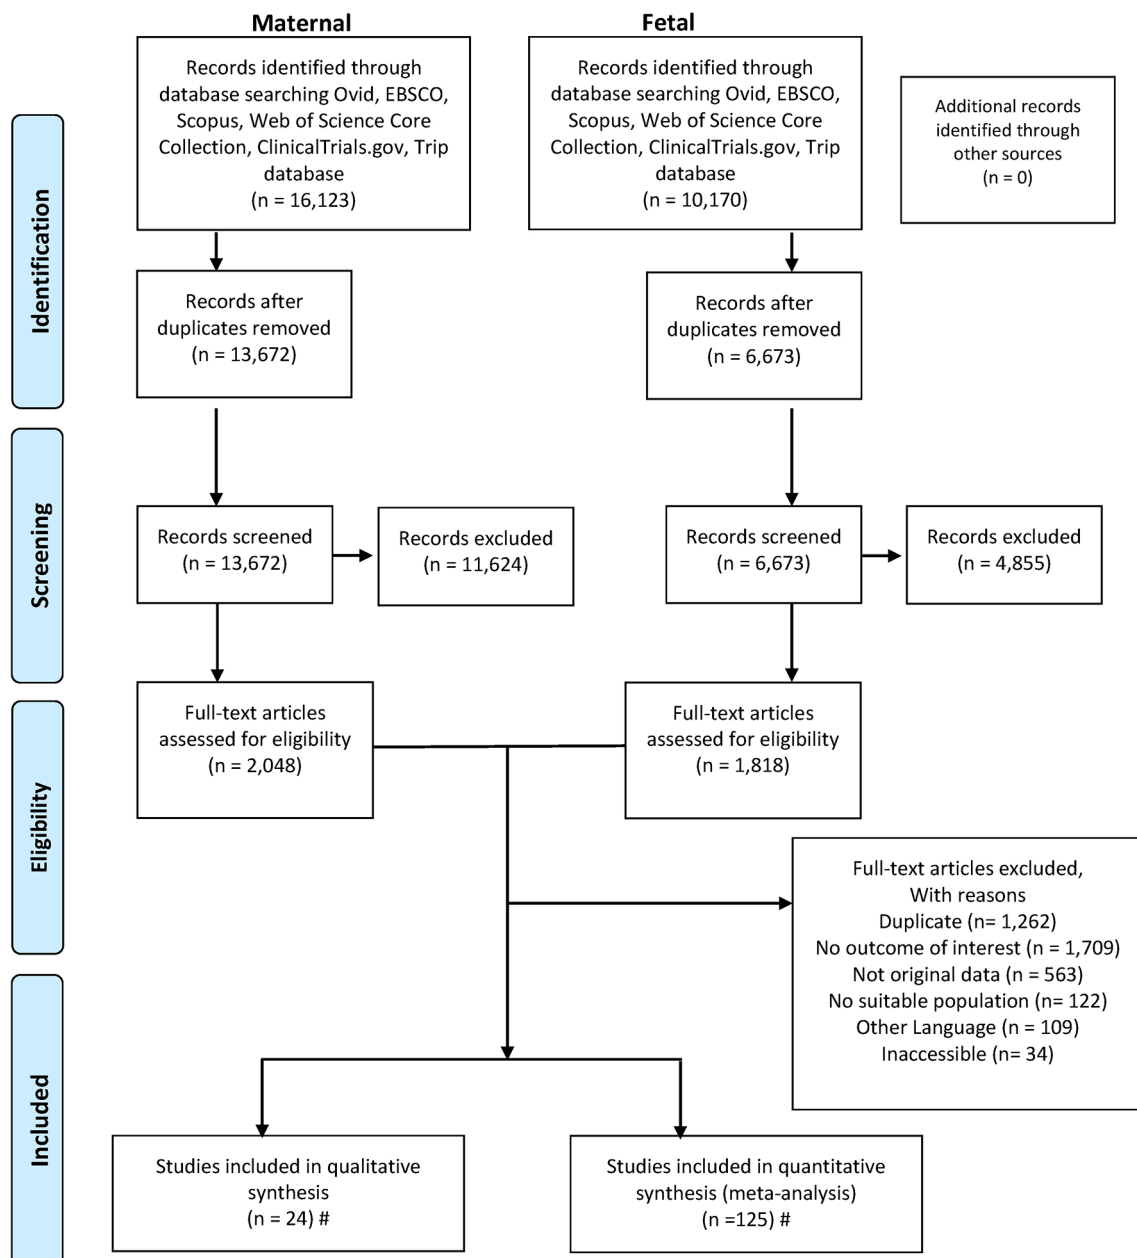 Maternal
Fetal
Records identified through
database searching Ovid, EBSCO,
Scopus, Web of Science Core
Collection, ClinicalTrials.gov, Trip
database
(n = 16,123)
Records identified through
database searching Ovid, EBSCO,
Scopus, Web of Science Core
Collection, ClinicalTrials.gov, Trip
database
(n = 10,170)
Additional records
identified through
other sources
(n = 0)
Identification
Records after
duplicates removed
(n = 13,672)
Records after
duplicates removed
(n = 6,673)
Screening
Records screened
(n = 13,672)
Records excluded
(n = 11,624)
Records screened
(n = 6,673)
Records excluded
(n = 4,855)
Eligibility
Full-text articles
assessed for eligibility
(n = 2,048)
Full-text articles
assessed for eligibility
(n = 1,818)
Full-text articles excluded,
With reasons
Duplicate (n= 1,262)
No outcome of interest (n = 1,709)
Not original data (n = 563)
No suitable population (n= 122)
Other Language (n = 109)
Inaccessible (n= 34)
Included
Studies included in qualitative
synthesis
(n = 24) #
Studies included in quantitative
synthesis (meta-analysis)
(n =125) #